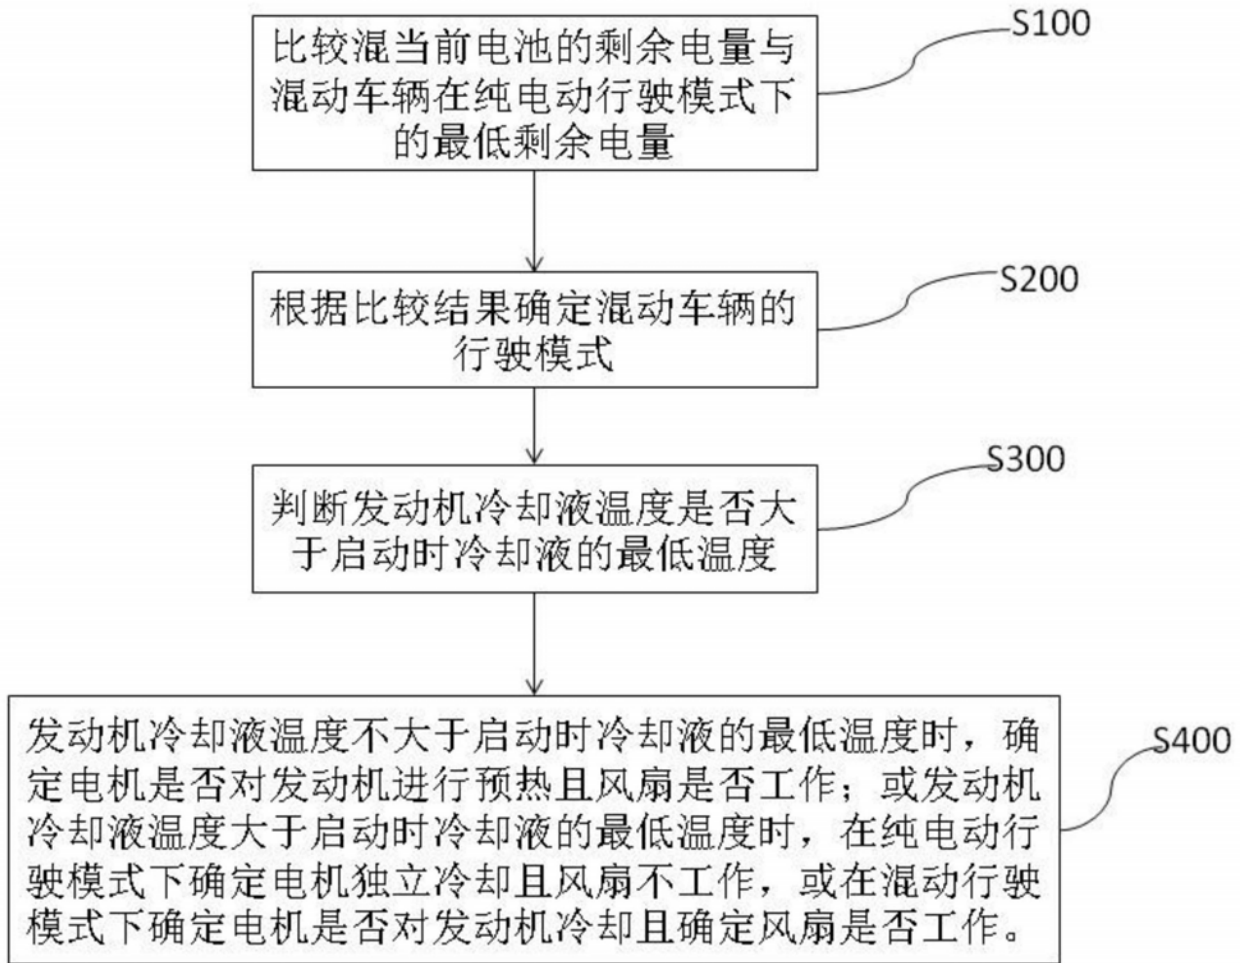 比较混当前电池的剩余电量与
混动车辆在纯电动行驶模式下
的最低剩余电量
S100
根据比较结果确定混动车辆的
行驶模式
S200
判断发动机冷却液温度是否大
于启动时冷却液的最低温度
S300
发动机冷却液温度不大于启动时冷却液的最低温度时，确
定电机是否对发动机进行预热且风扇是否工作；或发动机
冷却液温度大于启动时冷却液的最低温度时，在纯电动行
驶模式下确定电机独立冷却且风扇不工作，或在混动行驶
模式下确定电机是否对发动机冷却且确定风扇是否工作。
S400